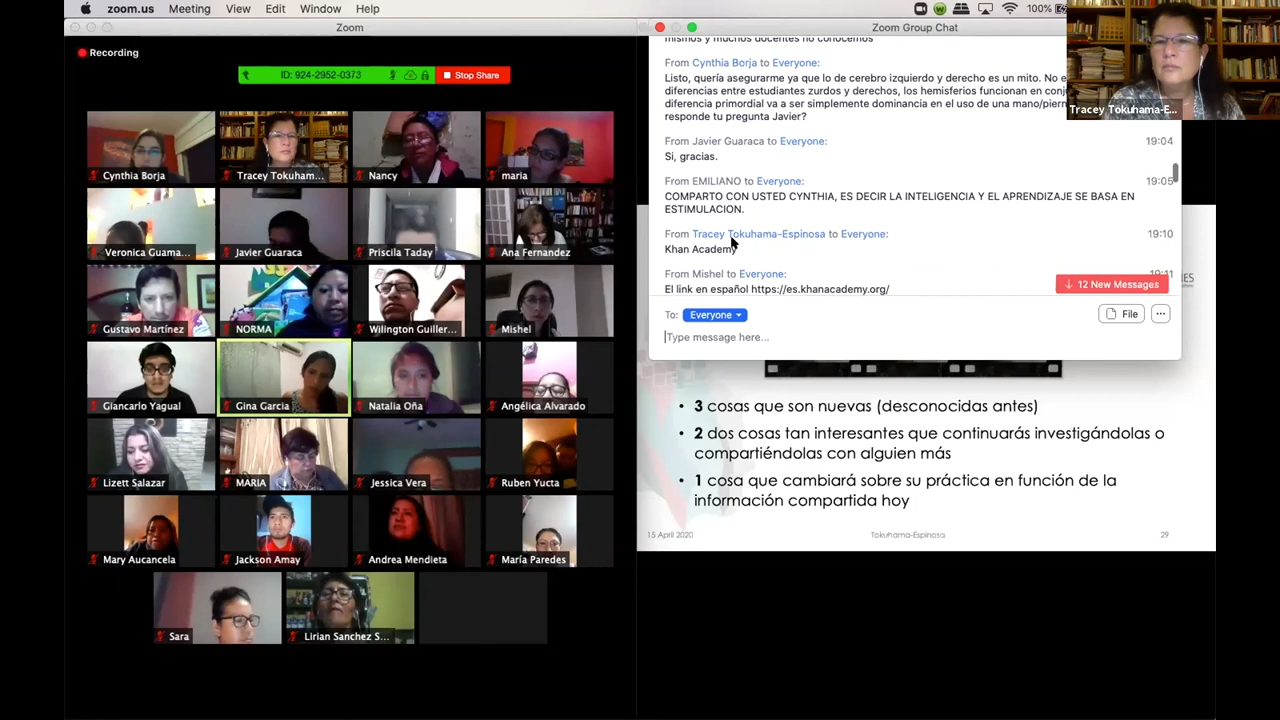 zoom.us Meeting View Edit Window Help
100%
Zoom
Zoom Group Chat
Recording
ID: 924-2952-0373
Stop Share
Cynthia Borja
Tracey Tokuham...
Nancy
maria
Veronica Guama...
Javier Guaraca
Priscila Taday
Ana Fernandez
Gustavo Martínez
NORMA
Wilington Guiller...
Mishel
Giancarlo Yagual
Gina Garcia
Natalia Oña
Angélica Alvarado
Lizett Salazar
MARIA
Jessica Vera
Ruben Yucta
Mary Aucancela
Jackson Amay
Andrea Mendieta
María Paredes
Sara
Lirian Sanchez S...
mismos y muchos docentes no conocemos
From Cynthia Borja to Everyone:
Listo, quería asegurarme ya que lo de cerebro izquierdo y derecho es un mito. No
diferencias entre estudiantes zurdos y derechos, los hemisferios funcionan en
diferencia primordial va a ser simplemente dominancia en el uso de una
responde tu pregunta Javier?
From Javier Guaraca to Everyone:
19:04
Si, gracias.
From EMILIANO to Everyone:
19:05
COMPARTO CON USTED CYNTHIA, ES DECIR LA INTELIGENCIA Y EL APRENDIZAJE SE BASA EN
ESTIMULACION.
From Tracey Tokuhama-Espinosa to Everyone:
19:10
Khan Academy
From Mishel to Everyone:
19:11
El link en español https://es.khanacademy.org/
12 New Messages
To: Everyone
File
Type message here...
Tracey Tokuhama-E...
• 3 cosas que son nuevas (desconocidas antes)
• 2 dos cosas tan interesantes que continuarás investigándolas o
compartiéndolas con alguien más
• 1 cosa que cambiará sobre su práctica en función de la
información compartida hoy
15 April 2020
Tokuhama-Espinosa
29